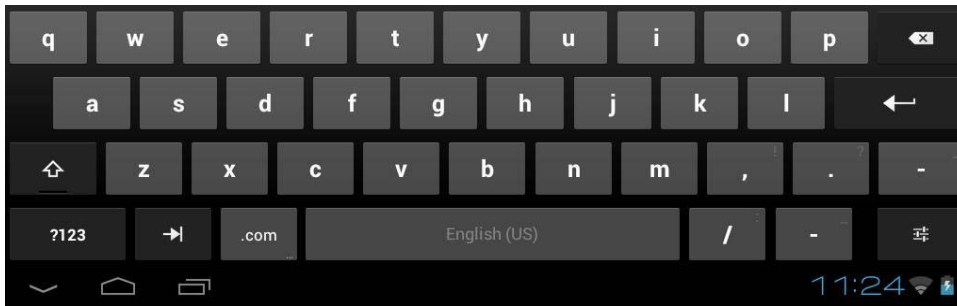 q w e r t y u i o p
a s d f g h j k l
z x c v b n m , ! . ? -
?123 .com ... English (US) / : - _
11:24